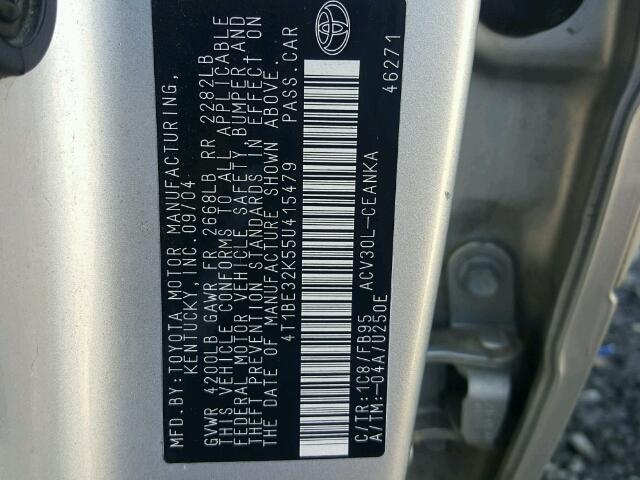 MFD.BY:TOYOTA MOTOR MANUFACTURING,
KENTUCKY, INC.09/04
GVWR 4200LB GAWR FR 2668LB RR 2282LB
THIS VEHICLE CONFORMS TO ALL APPLICABLE
FEDERAL MOTOR VEHICLE SAFETY, BUMPER, AND
THEFT PREVENTION STANDARDS IN EFFECT ON
THE DATE OF MANUFACTURE SHOWN ABOVE.
4T1BE32K55U415479 PASS.CAR
C/TR:1C8/FB95 ACV30L-CEANKA
A/TM:-04A/U250E 46271